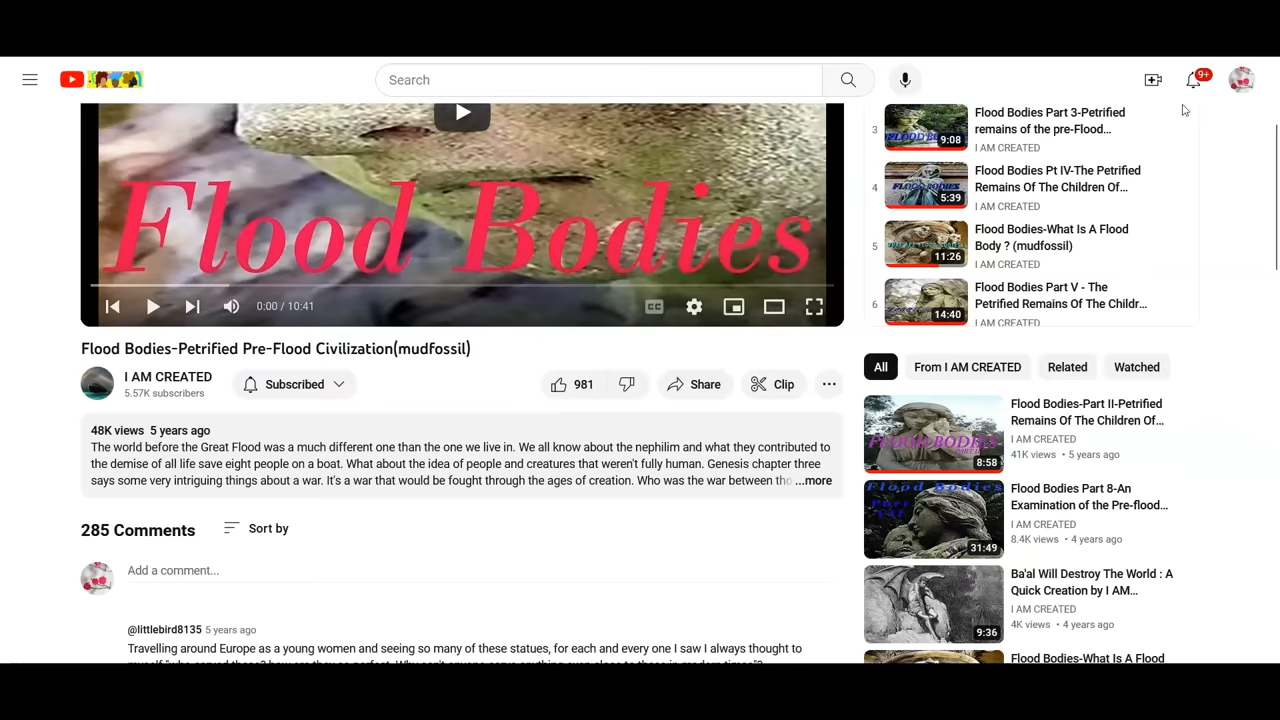 Search
9+
Flood Bodies
0:00 / 10:41
CC
Flood Bodies-Petrified Pre-Flood Civilization(mudfossil)
I AM CREATED
5.57K subscribers
Subscribed
981
Share
Clip
48K views 5 years ago
The world before the Great Flood was a much different one than the one we live in. We all know about the nephilim and what they contributed to
the demise of all life save eight people on a boat. What about the idea of people and creatures that weren't fully human. Genesis chapter three
says some very intriguing things about a war. It's a war that would be fought through the ages of creation. Who was the war between tho ...more
285 Comments
Sort by
Add a comment...
@littlebird8135 5 years ago
Travelling around Europe as a young women and seeing so many of these statues, for each and every one I saw I always thought to
3
9:08
Flood Bodies Part 3-Petrified
remains of the pre-Flood...
I AM CREATED
4
FLOOD BODIES
5:39
Flood Bodies Pt IV-The Petrified
Remains Of The Children Of...
I AM CREATED
5
11:26
Flood Bodies-What Is A Flood
Body ? (mudfossil)
I AM CREATED
6
14:40
Flood Bodies Part V - The
Petrified Remains Of The Childr...
I AM CREATED
All
From I AM CREATED
Related
Watched
FLOOD BODIES
8:58
Flood Bodies-Part II-Petrified
Remains Of The Children Of...
I AM CREATED
41K views • 5 years ago
Flood Bodies
Part
31:49
Flood Bodies Part 8-An
Examination of the Pre-flood...
I AM CREATED
8.4K views • 4 years ago
9:36
Ba'al Will Destroy The World : A
Quick Creation by I AM...
I AM CREATED
4K views • 4 years ago
Flood Bodies-What Is A Flood